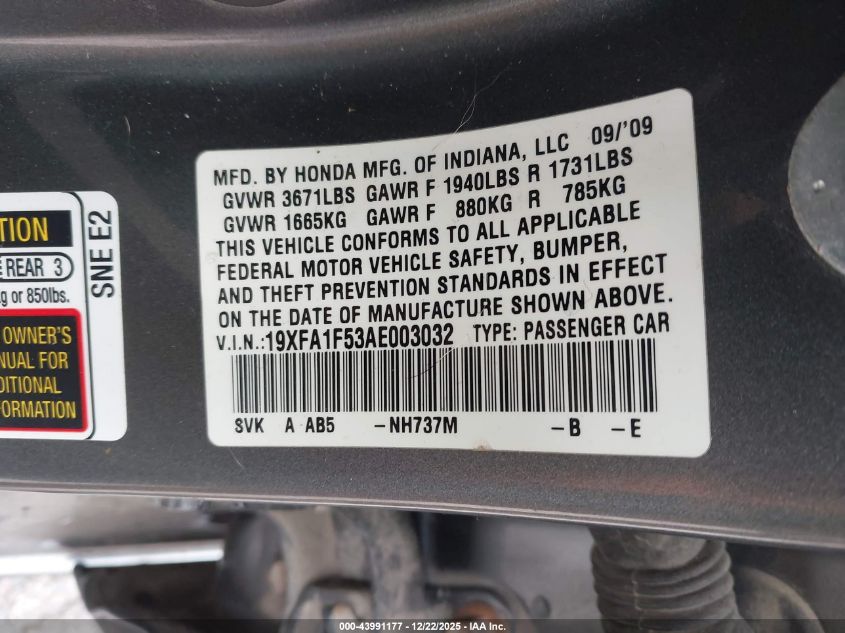 MFD. BY HONDA MFG. OF INDIANA, LLC 09/'09
GVWR 3671LBS GAWR F 1940LBS R 1731LBS
GVWR 1665KG GAWR F 880KG R 785KG
THIS VEHICLE CONFORMS TO ALL APPLICABLE
FEDERAL MOTOR VEHICLE SAFETY, BUMPER,
AND THEFT PREVENTION STANDARDS IN EFFECT
ON THE DATE OF MANUFACTURE SHOWN ABOVE.
V.I.N.:19XFA1F53AE003032 TYPE: PASSENGER CAR
SVK A AB5 -NH737M -B -E
TION
REAR 3
g or 850lbs.
OWNER'S
NUAL FOR
DITIONAL
FORMATION
SNE E2
000-43991177 - 12/22/2025 - IAA Inc.